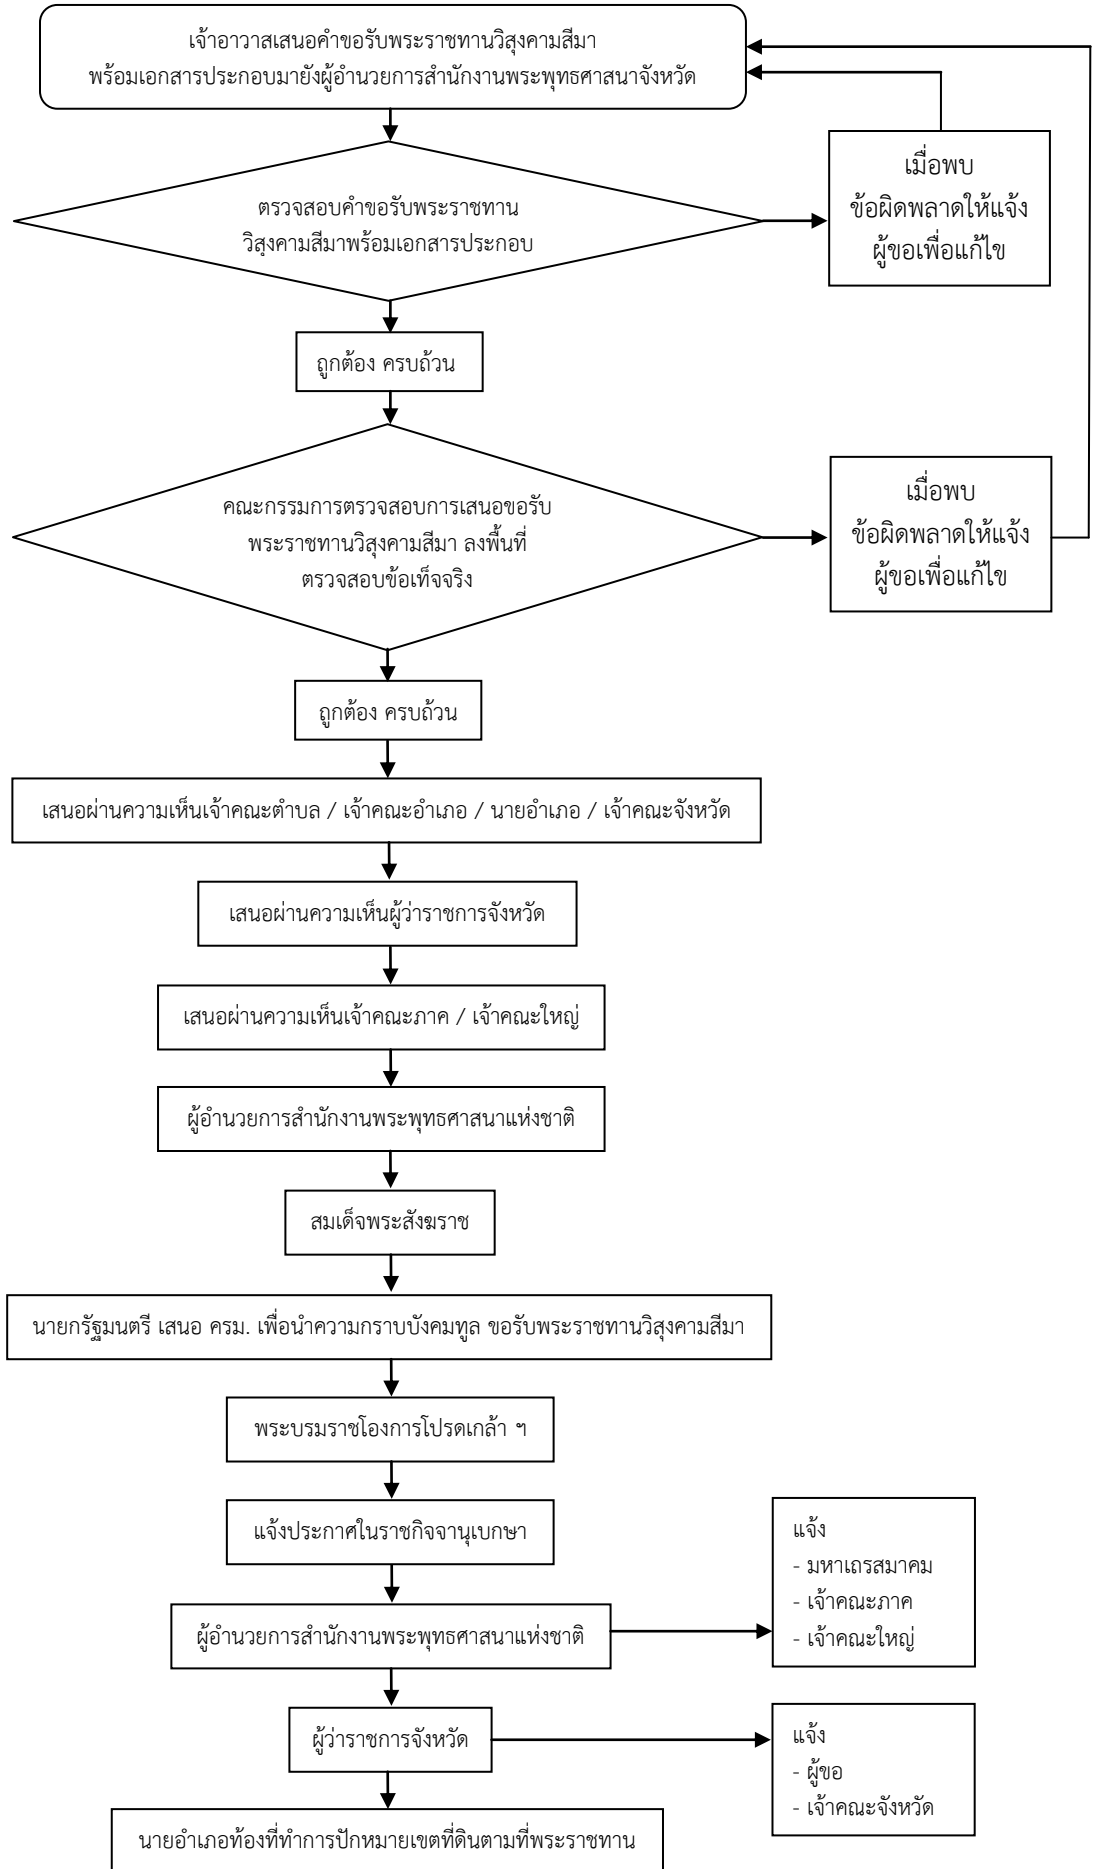 เจ้าอาวาสเสนอคำขอรับพระราชทานวิสุงคามสีมา
พร้อมเอกสารประกอบมายังผู้อำนวยการสำนักงานพระพุทธศาสนาจังหวัด
ตรวจสอบคำขอรับพระราชทาน
วิสุงคามสีมาพร้อมเอกสารประกอบ
เมื่อพบ
ข้อผิดพลาดให้แจ้ง
ผู้ขอเพื่อแก้ไข
ถูกต้อง ครบถ้วน
คณะกรรมการตรวจสอบการเสนอขอรับ
พระราชทานวิสุงคามสีมา ลงพื้นที่
ตรวจสอบข้อเท็จจริง
เมื่อพบ
ข้อผิดพลาดให้แจ้ง
ผู้ขอเพื่อแก้ไข
ถูกต้อง ครบถ้วน
เสนอผ่านความเห็นเจ้าคณะตำบล / เจ้าคณะอำเภอ / นายอำเภอ / เจ้าคณะจังหวัด
เสนอผ่านความเห็นผู้ว่าราชการจังหวัด
เสนอผ่านความเห็นเจ้าคณะภาค / เจ้าคณะใหญ่
ผู้อำนวยการสำนักงานพระพุทธศาสนาแห่งชาติ
สมเด็จพระสังฆราช
นายกรัฐมนตรี เสนอ ครม. เพื่อนำความกราบบังคมทูล ขอรับพระราชทานวิสุงคามสีมา
พระบรมราชโองการโปรดเกล้า ฯ
แจ้งประกาศในราชกิจจานุเบกษา
ผู้อำนวยการสำนักงานพระพุทธศาสนาแห่งชาติ
แจ้ง
- มหาเถรสมาคม
- เจ้าคณะภาค
- เจ้าคณะใหญ่
ผู้ว่าราชการจังหวัด
แจ้ง
- ผู้ขอ
- เจ้าคณะจังหวัด
นายอำเภอท้องที่ทำการปักหมายเขตที่ดินตามที่พระราชทาน